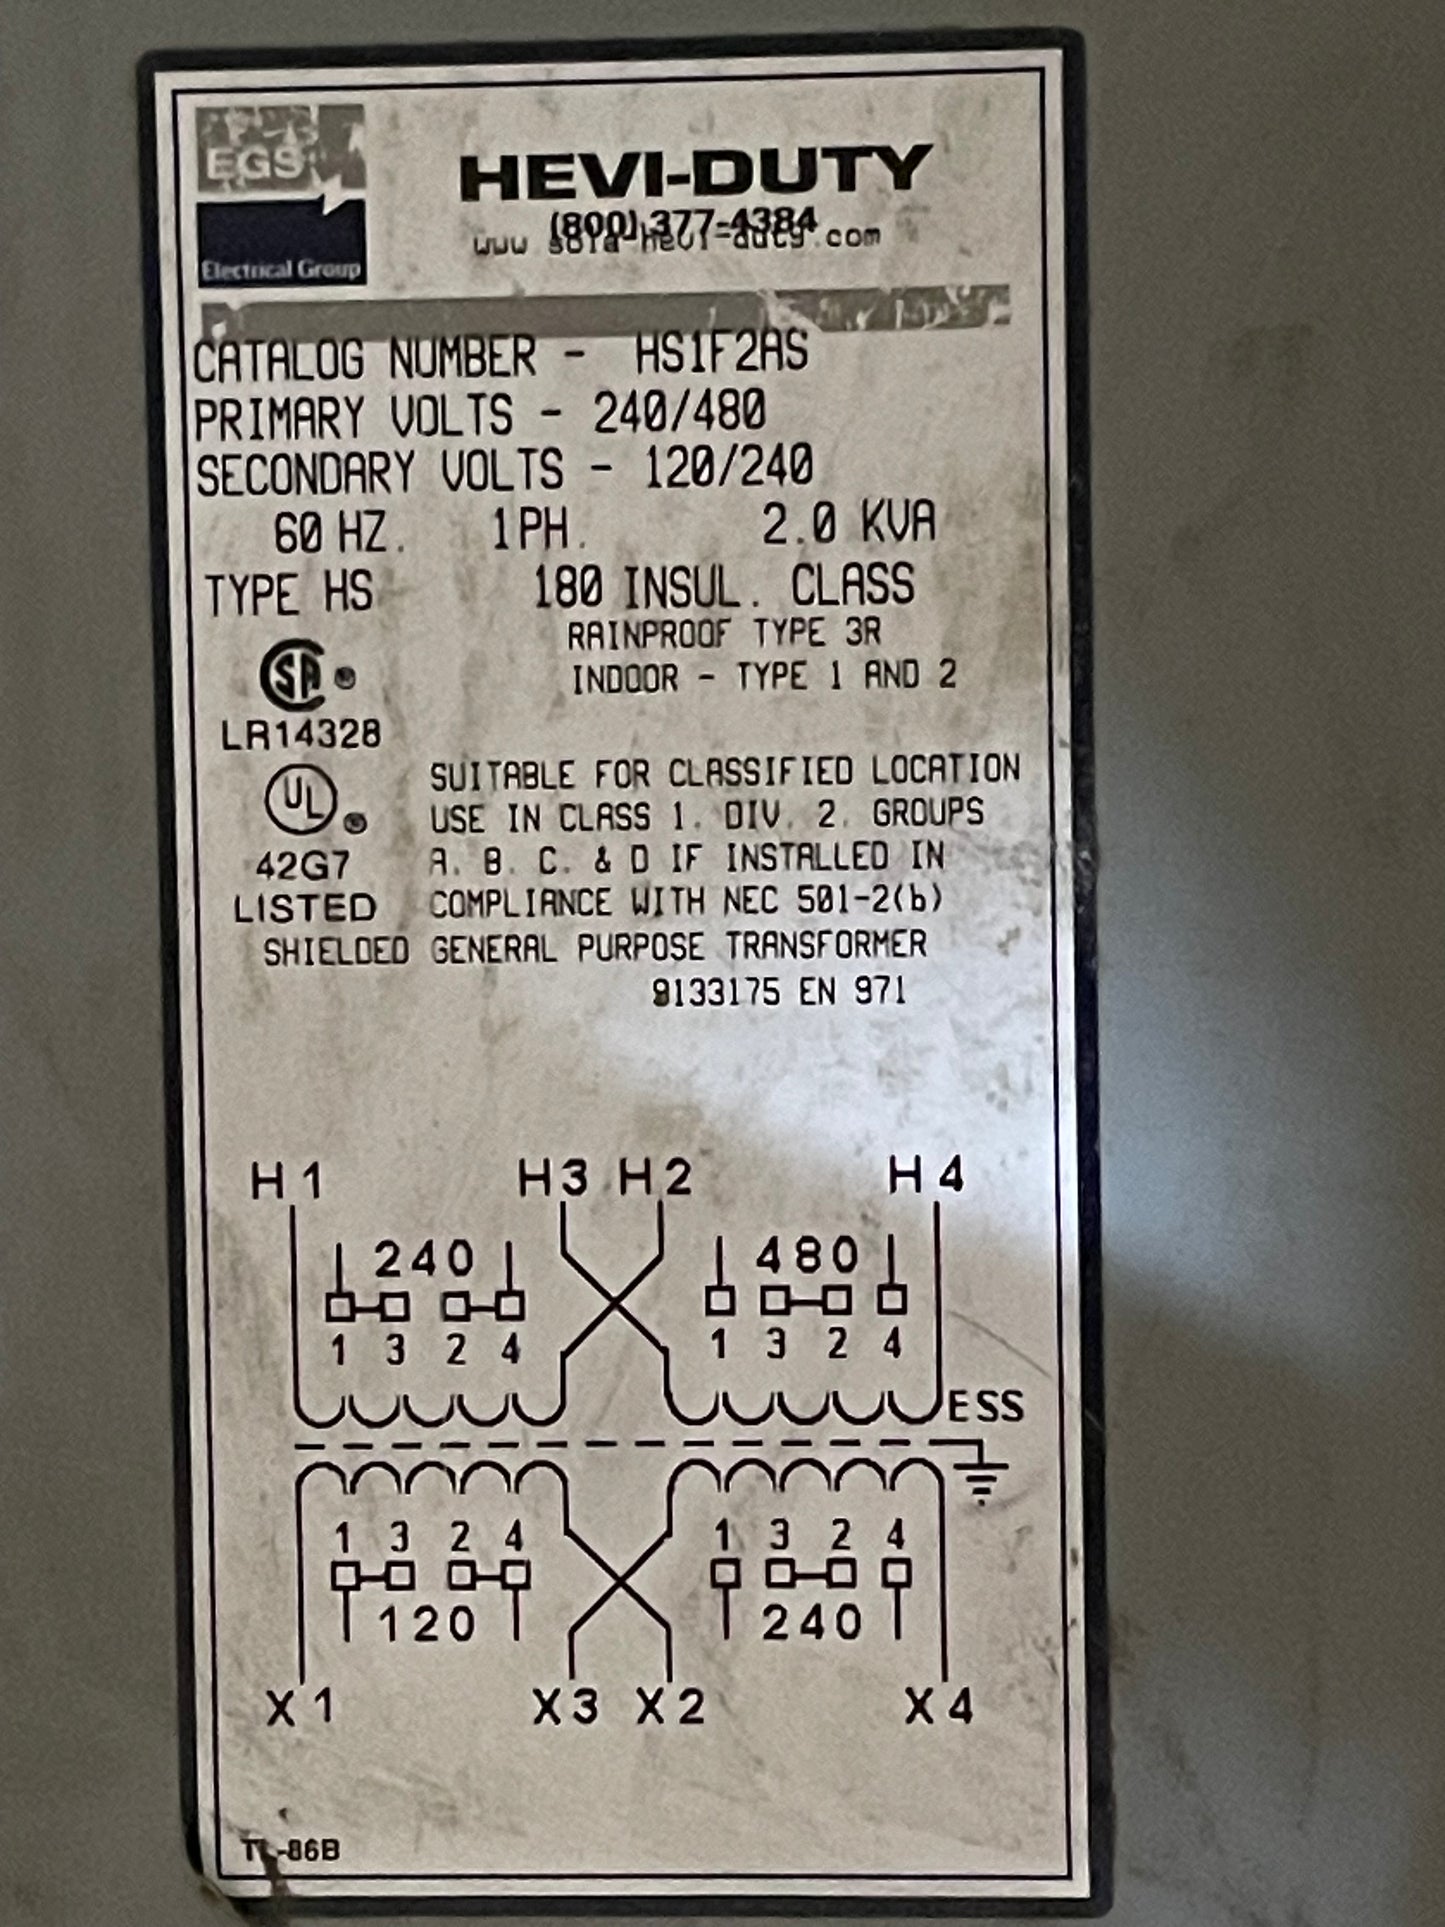 EGS
Electrical Group
HEVI-DUTY
(800) 377-4384
www sola-hevi-duty.com
CATALOG NUMBER - HS1F2AS
PRIMARY VOLTS - 240/480
SECONDARY VOLTS - 120/240
60 HZ. 1PH. 2.0 KVA
TYPE HS 180 INSUL. CLASS
RAINPROOF TYPE 3R
INDOOR - TYPE 1 AND 2
SA ®
LR14328
UL ®
42G7
LISTED
SUITABLE FOR CLASSIFIED LOCATION
USE IN CLASS 1. DIV. 2. GROUPS
A. B. C. & D IF INSTALLED IN
COMPLIANCE WITH NEC 501-2(b)
SHIELDED GENERAL PURPOSE TRANSFORMER
9133175 EN 971
H1 H3 H2 H4
240 480
1 3 2 4 1 3 2 4
ESS
1 3 2 4 1 3 2 4
120 240
X1 X3 X2 X4
-86B